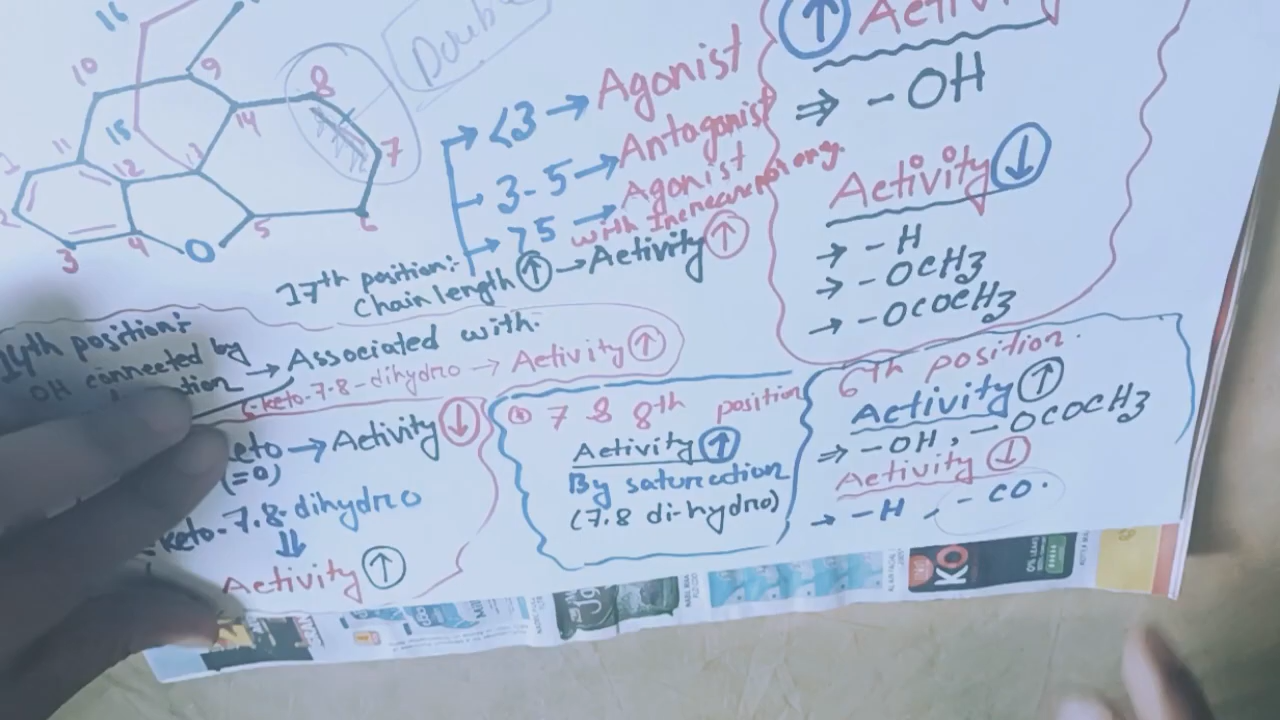 16
10
9
8
Double
11
15
14
7
1
12
13
2
3
4
O
5
6
<3 → Agonist
3-5 → Antagonist
>5 → Agonist
with Increase
17th position:-
Chain length ↑ → Activity ↑
↑ Activity
⇒ -OH
Activity ↓
→ -H
→ -OCH3
→ -OCOCH3
14th position:-
OH connected by → Associated with:
6-keto-7.8-dihydro → Activity ↑
keto → Activity ↓
(=0)
keto-7.8-dihydro
⇓
Activity ↑
7 & 8th position
Activity ↑
By saturation
(7.8 di-hydro)
6th position.
Activity ↑
⇒ -OH, -OCOCH3
Activity ↓
→ -H, -CO.
KO